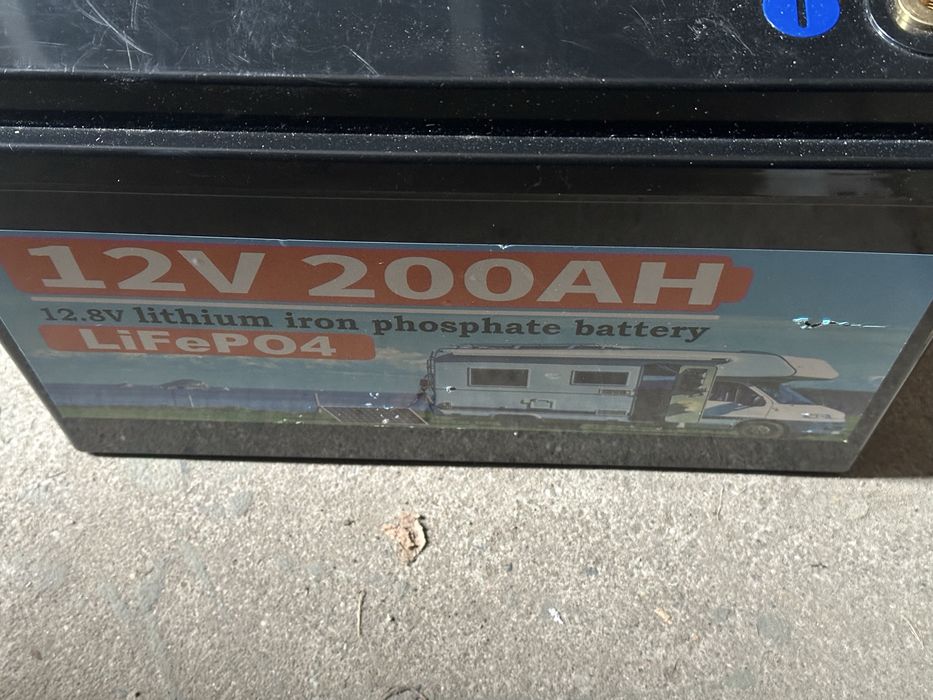 12V 200AH
12.8V lithium iron phosphate battery
LiFePO4